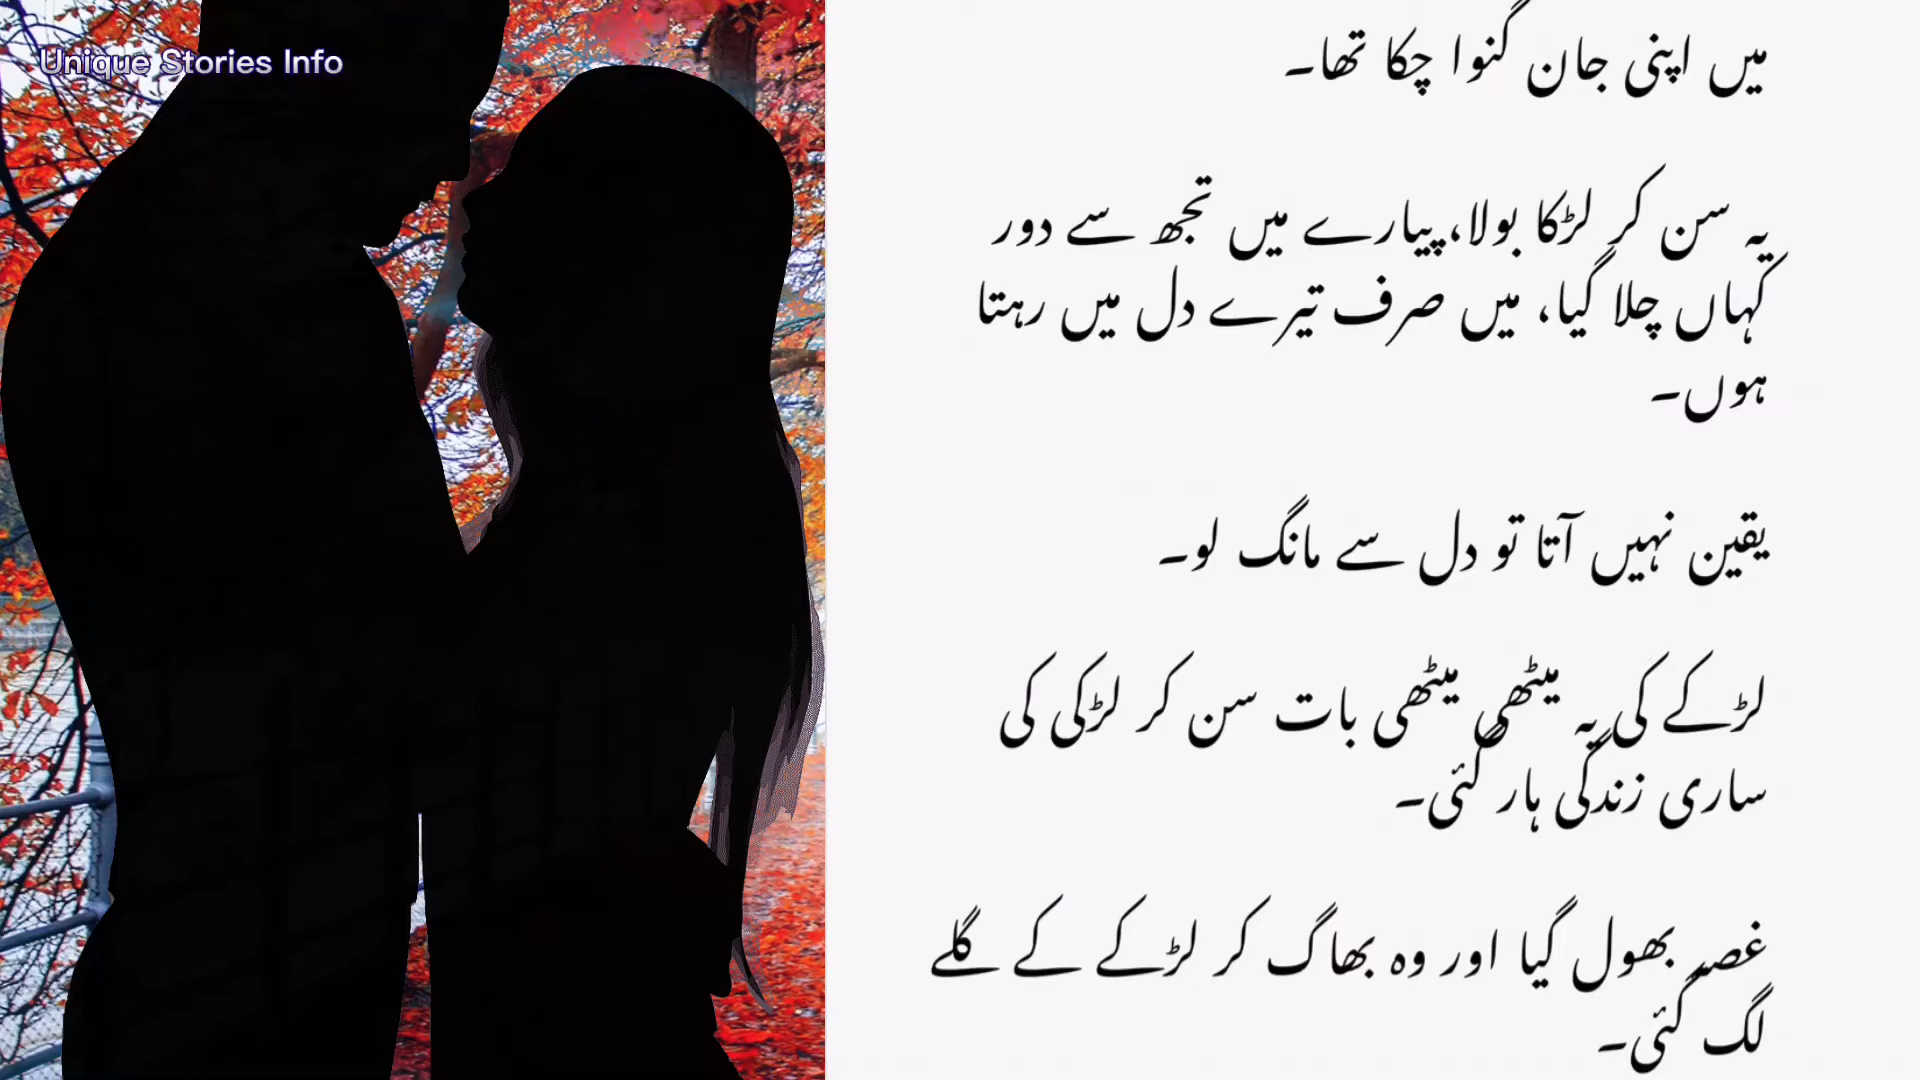 Unique Stories Info
میں اپنی جان گنوا چکا تھا۔
یہ سن کر لڑکا بولا، پیارے میں تجھ سے دور
کہاں چلا گیا، میں صرف تیرے دل میں رہتا
ہوں۔
یقین نہیں آتا تو دل سے مانگ لو۔
لڑکے کی یہ میٹھی میٹھی بات سن کر لڑکی کی
ساری زندگی ہار گئی۔
غصہ بھول گیا اور وہ بھاگ کر لڑکے کے گلے
لگ گئی۔